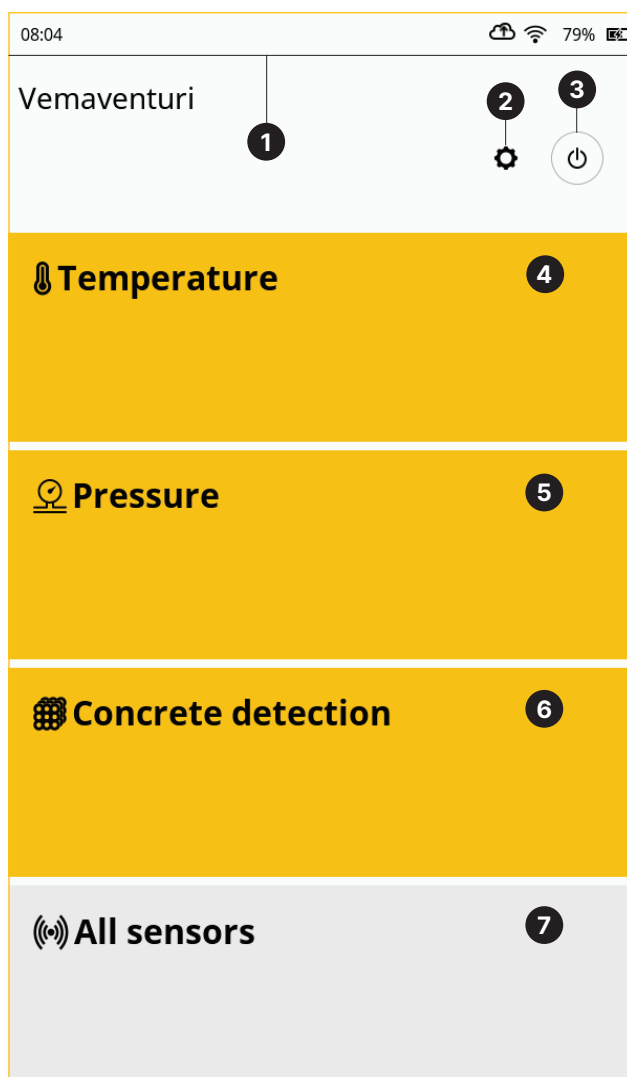 08:04 79%
Vemaventuri
2
3
1
Temperature 4
Pressure 5
Concrete detection 6
All sensors 7